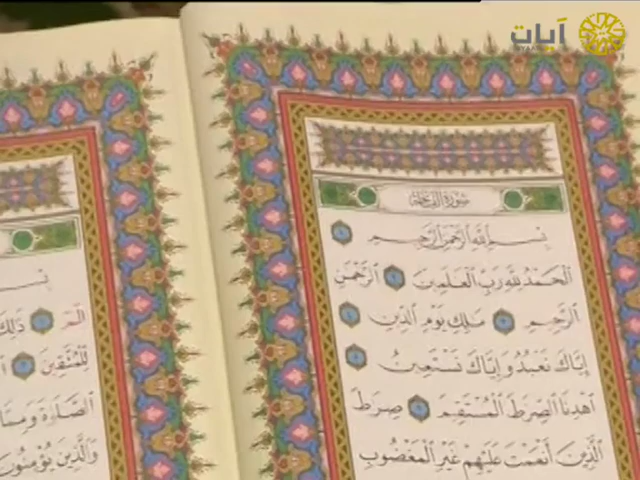 آيات
سورة الفاتحة
بسم الله الرحمن الرحيم
الحمد لله رب العلمين الرحمن
الرحيم ملك يوم الدين
إياك نعبد وإياك نستعين
اهدنا الصرط المستقيم صرط
الذين أنعمت عليهم غير المغضوب
الم ذلك
للمتقين
الصلوة ومما
والذين يؤمنون